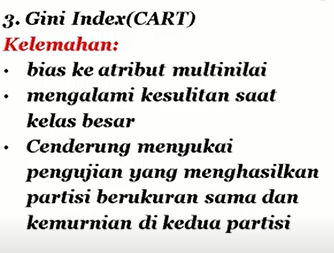 3. Gini Index(CART)
Kelemahan:
• bias ke atribut multinilai
• mengalami kesulitan saat
kelas besar
• Cenderung menyukai
pengujian yang menghasilkan
partisi berukuran sama dan
kemurnian di kedua partisi